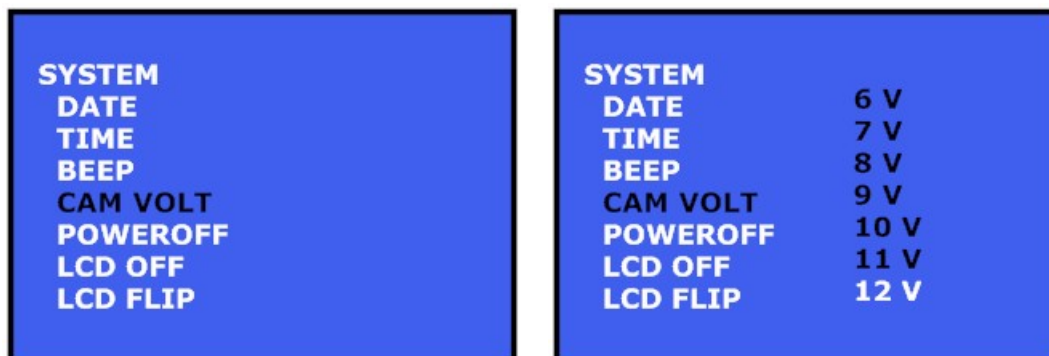 SYSTEM
DATE
TIME
BEEP
CAM VOLT
POWEROFF
LCD OFF
LCD FLIP
SYSTEM
DATE
TIME
BEEP
CAM VOLT
POWEROFF
LCD OFF
LCD FLIP
6 V
7 V
8 V
9 V
10 V
11 V
12 V